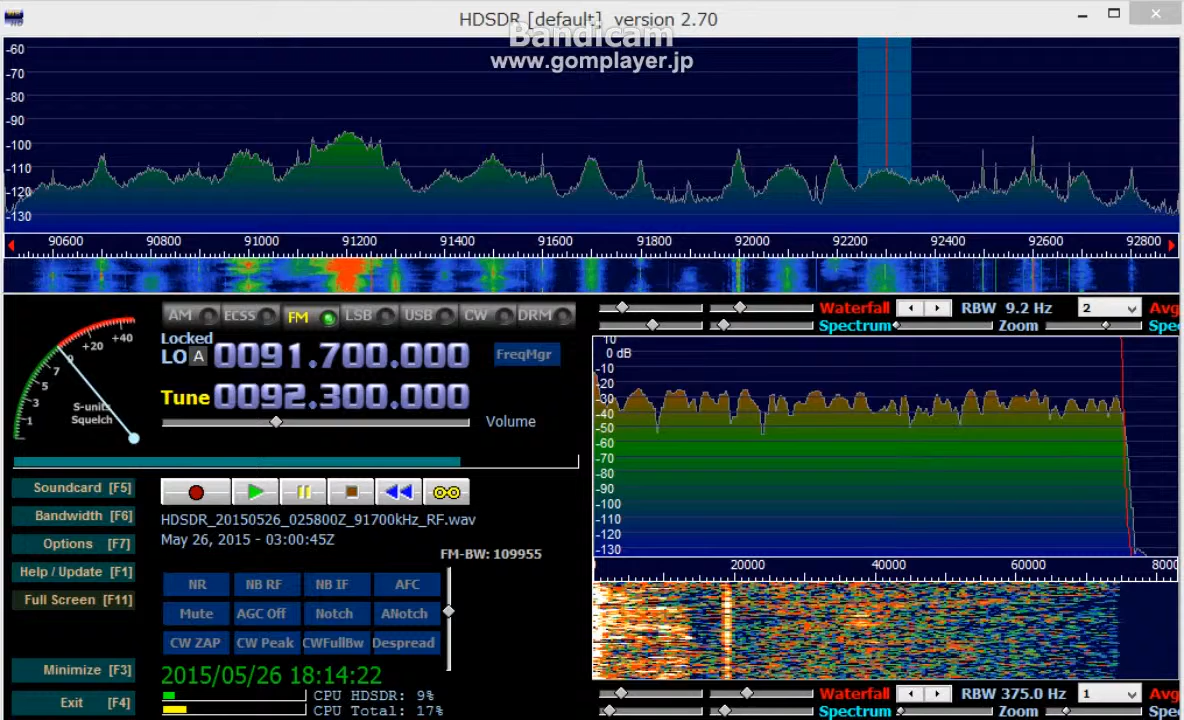 HDSDR [default] version 2.70
Bandicam
www.gomplayer.jp
-60
-70
-80
-90
-100
-110
-120
-130
90600 90800 91000 91200 91400 91600 91800 92000 92200 92400 92600 92800
AM ECSS FM LSB USB CW DRM
Waterfall RBW 9.2 Hz 2 Avg
Spectrum Zoom Spe
+20 +40
9
7
5
3
1
S-units
Squelch
Locked
LO A 0091.700.000 FreqMgr
Tune 0092.300.000
Volume
10
0 dB
-10
-20
-30
-40
-50
-60
-70
-80
-90
-100
-110
-120
-130
Soundcard [F5]
Bandwidth [F6]
Options [F7]
Help / Update [F1]
Full Screen [F11]
Minimize [F3]
Exit [F4]
HDSDR_20150526_025800Z_91700kHz_RF.wav
May 26, 2015 - 03:00:45Z
FM-BW: 109955
NR NB RF NB IF AFC
Mute AGC Off Notch ANotch
CW ZAP CW Peak CWFullBw Despread
2015/05/26 18:14:22
CPU HDSDR: 9%
CPU Total: 17%
20000 40000 60000 8000
Waterfall RBW 375.0 Hz 1 Avg
Spectrum Zoom Spe